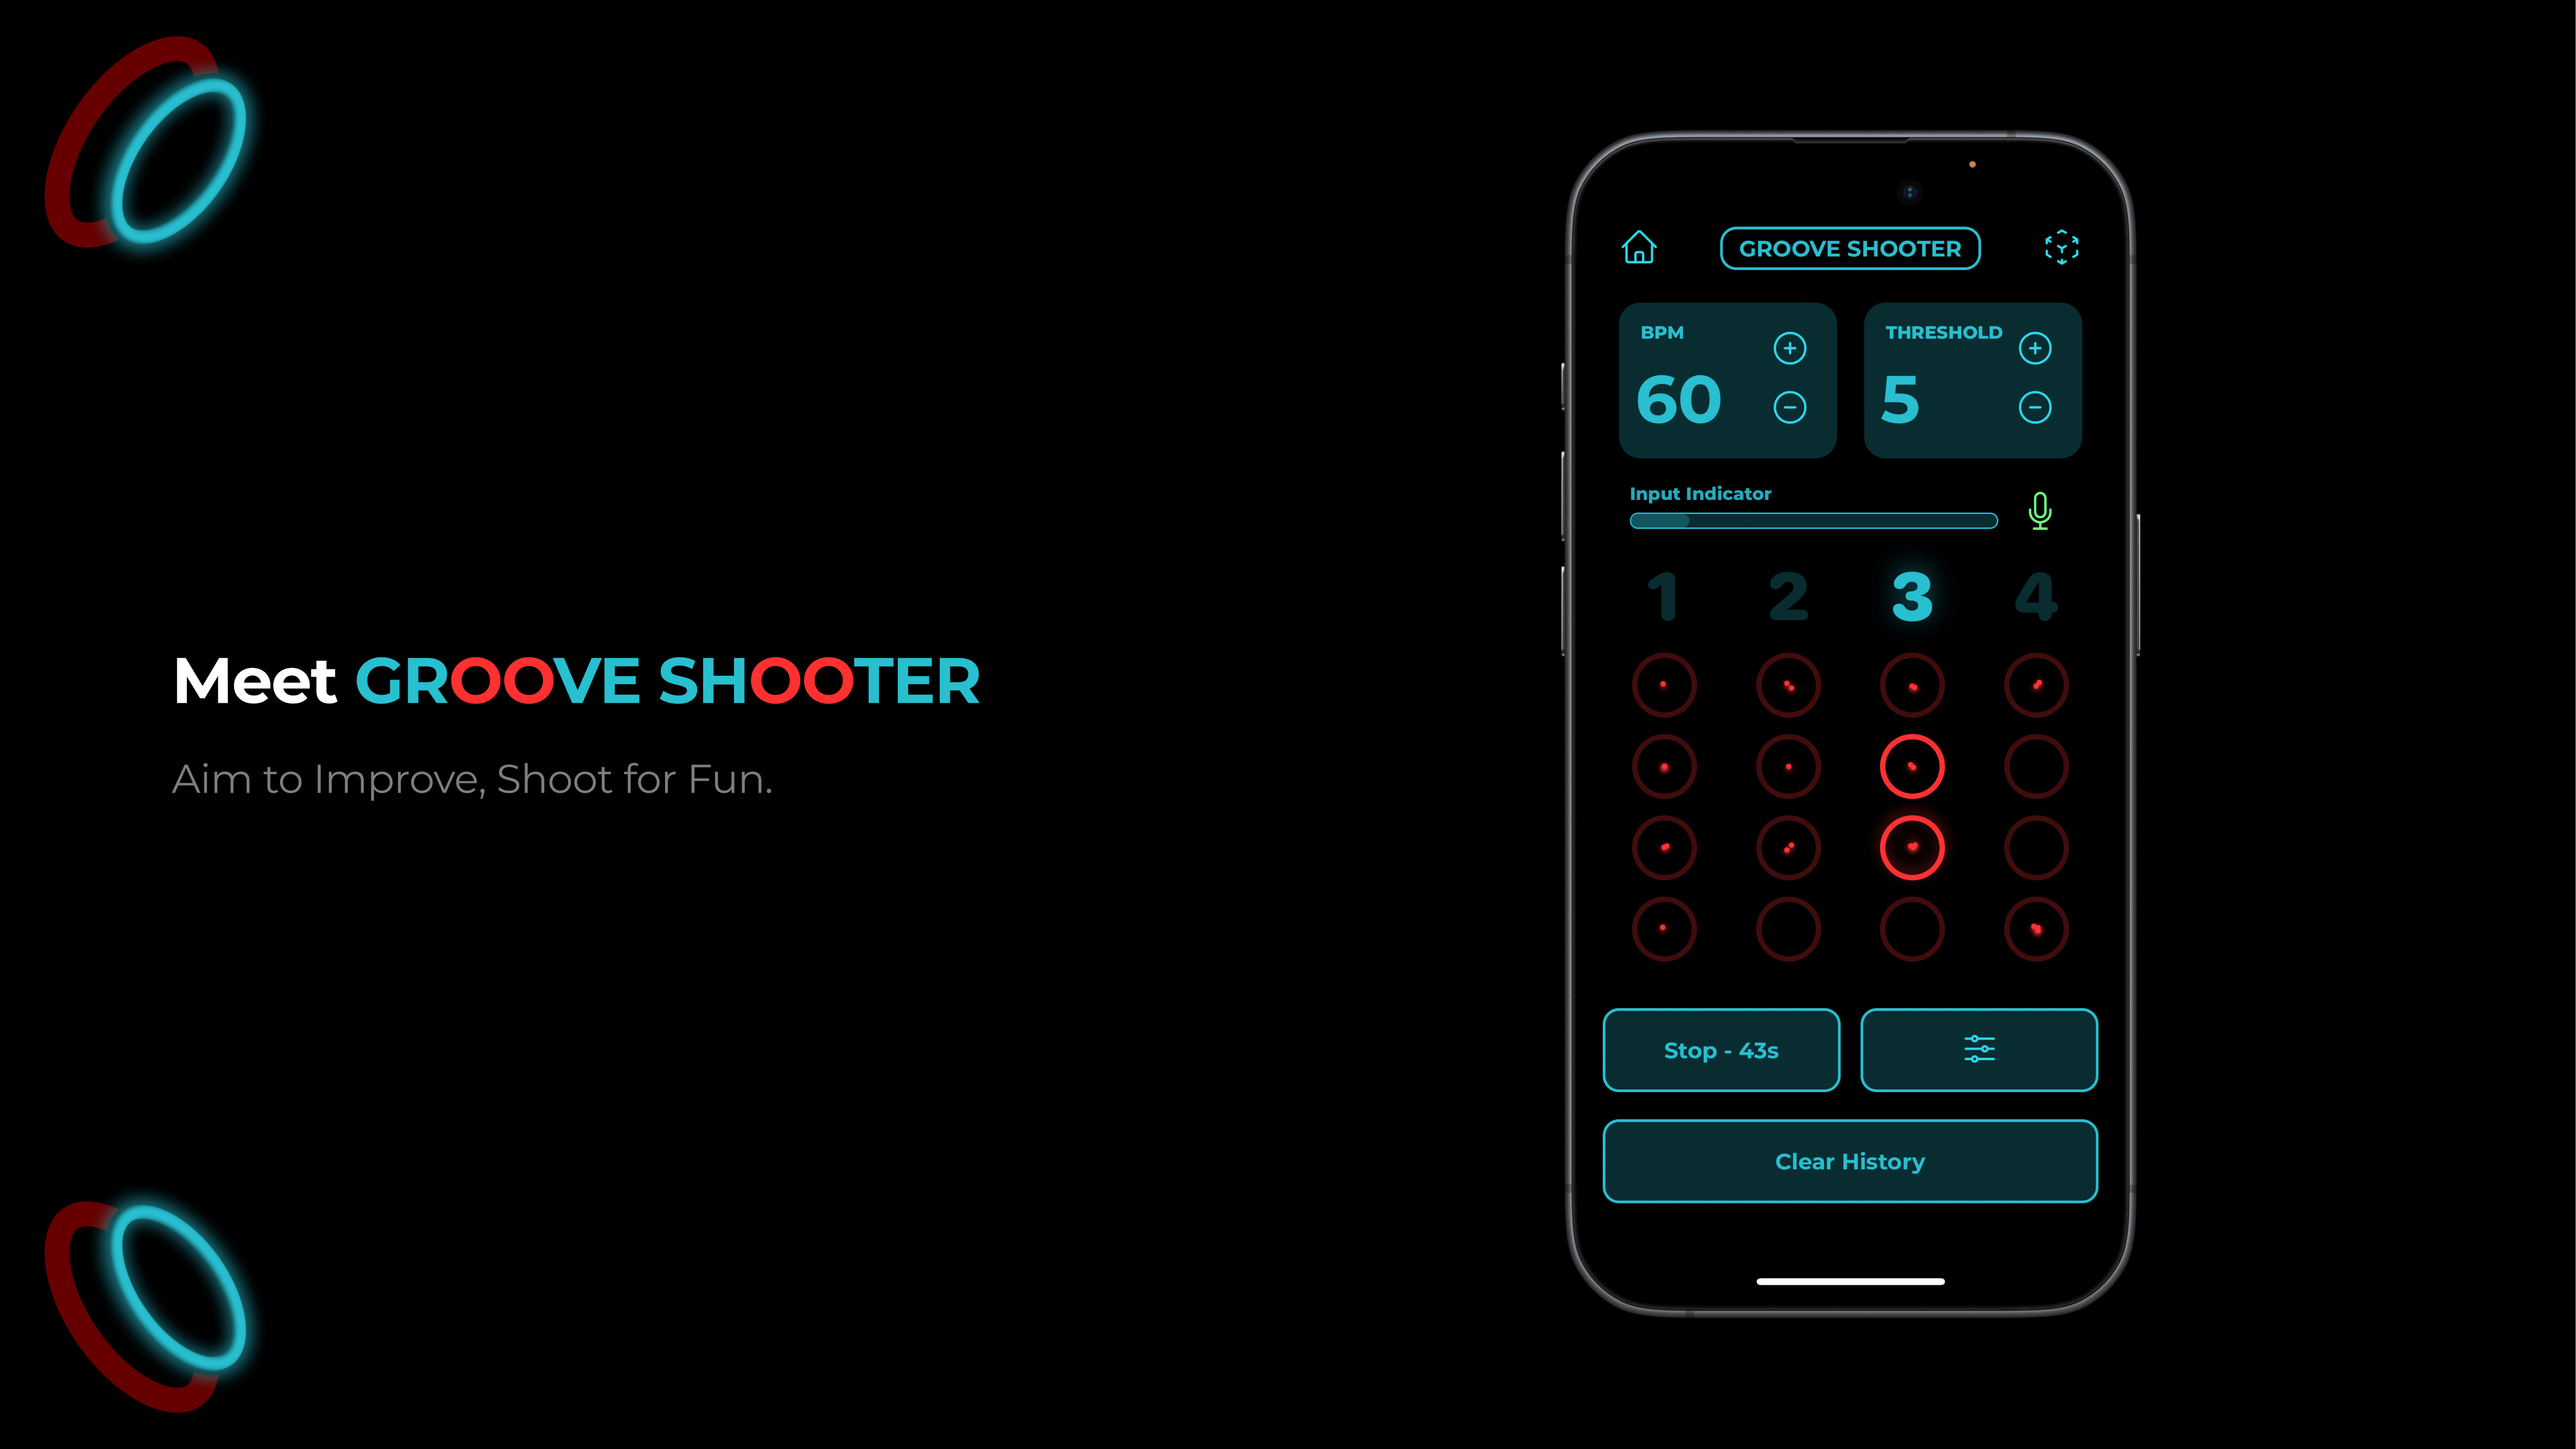 Meet GROOVE SHOOTER
Aim to Improve, Shoot for Fun.
GROOVE SHOOTER
BPM
60
THRESHOLD
5
Input Indicator
1 2 3 4
Stop - 43s
Clear History